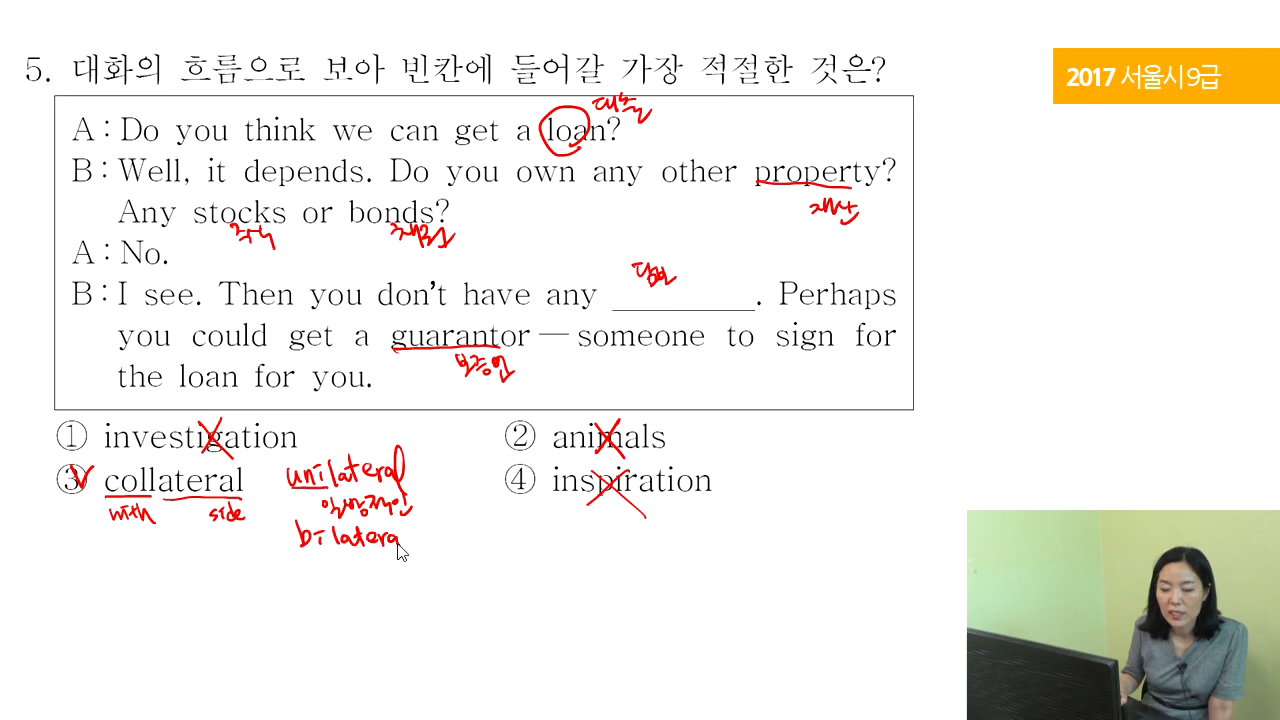 5. 대화의 흐름으로 보아 빈칸에 들어갈 가장 적절한 것은?
2017 서울시 9급
대출
A : Do you think we can get a loan?
B : Well, it depends. Do you own any other property?
재산
Any stocks or bonds?
주식 채권
A : No.
담보
B : I see. Then you don't have any ________. Perhaps
you could get a guarantor — someone to sign for
보증인
the loan for you.
① investigation ② animals
③ collateral unilateral ④ inspiration
with side 일방적인
bilatera